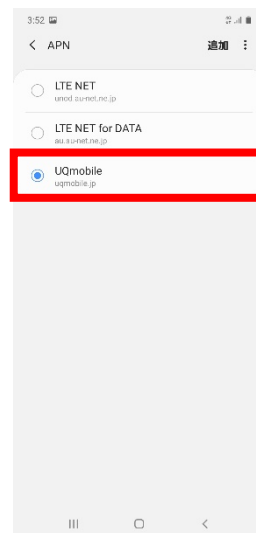 3:52
APN 追加
LTE NET
uned.au-net.ne.jp
LTE NET for DATA
au.au-net.ne.jp
UQmobile
uqmobile.jp